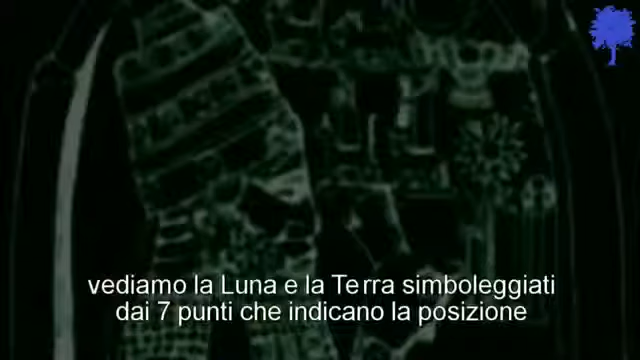 vediamo la Luna e la Terra simboleggiati
dai 7 punti che indicano la posizione